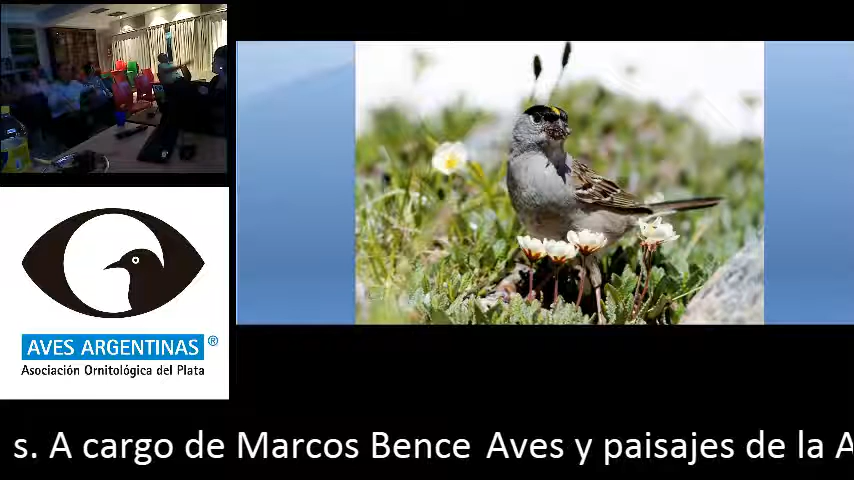 AVES ARGENTINAS ®
Asociación Ornitológica del Plata
s. A cargo de Marcos Bence Aves y paisajes de la A